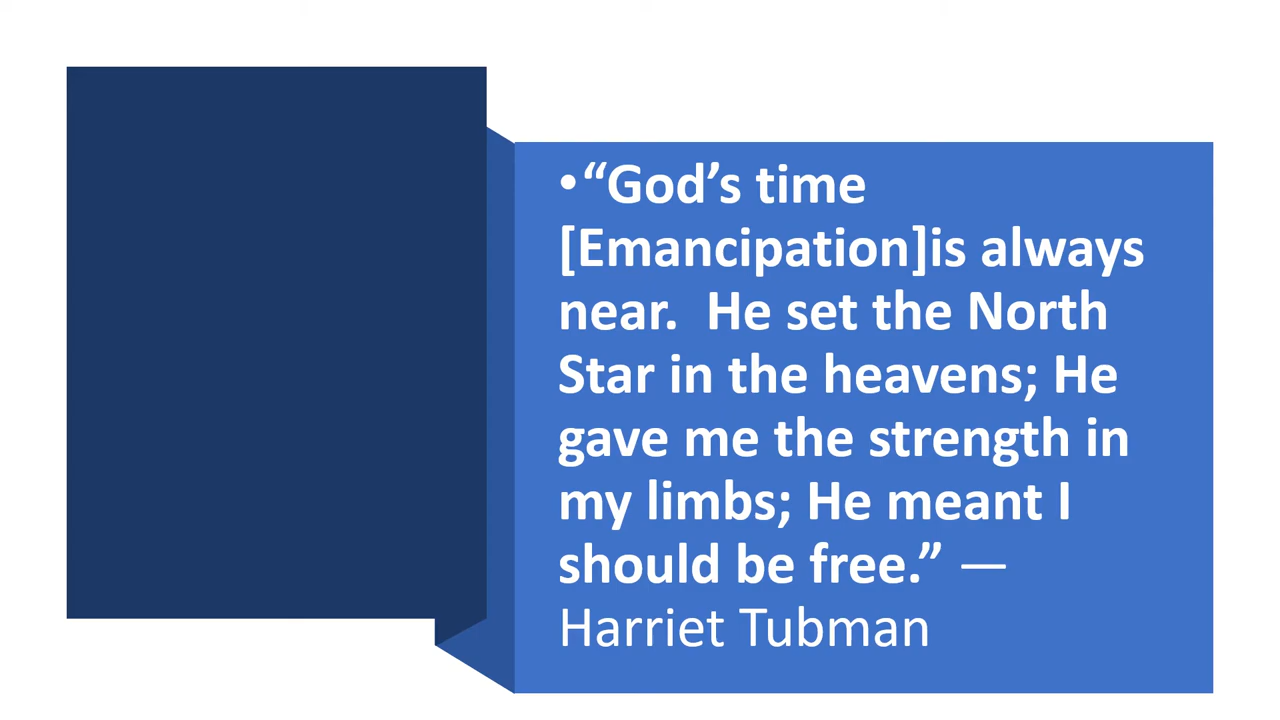 •“God’s time
[Emancipation]is always
near.  He set the North
Star in the heavens; He
gave me the strength in
my limbs; He meant I
should be free.” —
Harriet Tubman